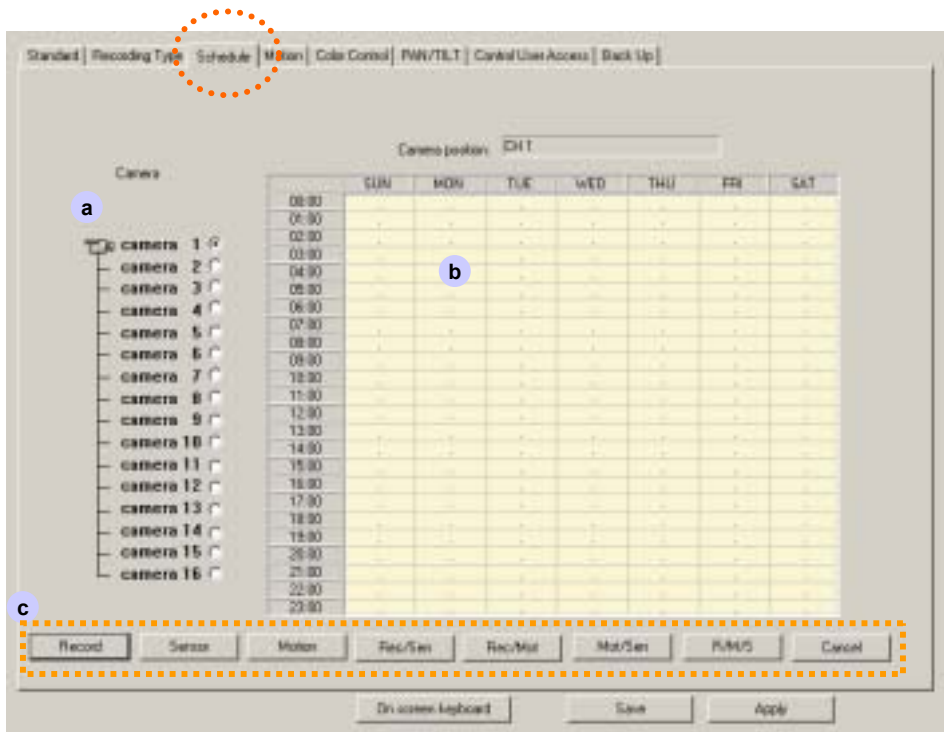 Standard Recording Type Schedule Motion Color Control PAN/TILT Control User Access Back Up
Camera position: CH 1
Camera
SUN MON TUE WED THU FRI SAT
a
b
c
camera 1
camera 2
camera 3
camera 4
camera 5
camera 6
camera 7
camera 8
camera 9
camera 10
camera 11
camera 12
camera 13
camera 14
camera 15
camera 16
00:00
01:00
02:00
03:00
04:00
05:00
06:00
07:00
08:00
09:00
10:00
11:00
12:00
13:00
14:00
15:00
16:00
17:00
18:00
19:00
20:00
21:00
22:00
23:00
Record Sensor Motion Rec/Sen Rec/Mot Mot/Sen R/M/S Cancel
On screen keyboard Save Apply